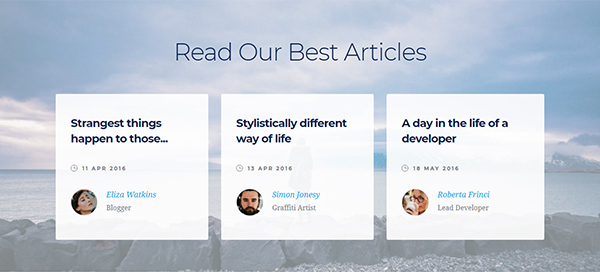 Read Our Best Articles
Strangest things
happen to those...
11 APR 2016
Eliza Watkins
Blogger
Stylistically different
way of life
13 APR 2016
Simon Jonesy
Graffiti Artist
A day in the life of a
developer
18 MAY 2016
Roberta Frinci
Lead Developer